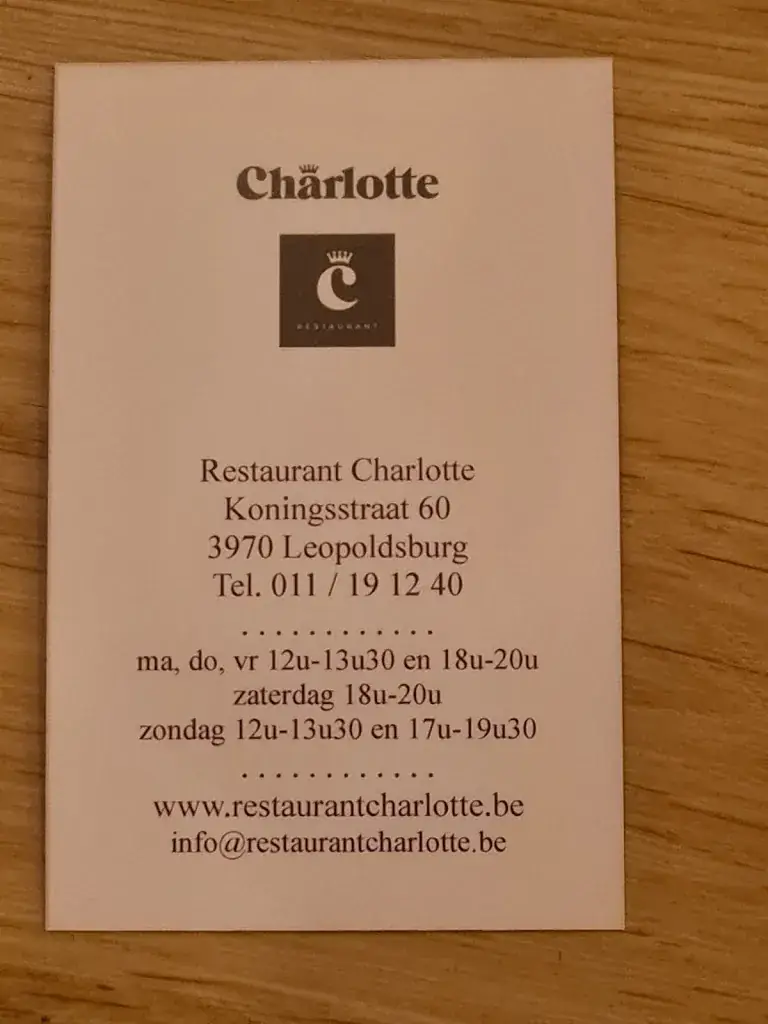 Charlotte
C
RESTAURANT
Restaurant Charlotte
Koningsstraat 60
3970 Leopoldsburg
Tel. 011 / 19 12 40
............
ma, do, vr 12u-13u30 en 18u-20u
zaterdag 18u-20u
zondag 12u-13u30 en 17u-19u30
............
www.restaurantcharlotte.be
info@restaurantcharlotte.be